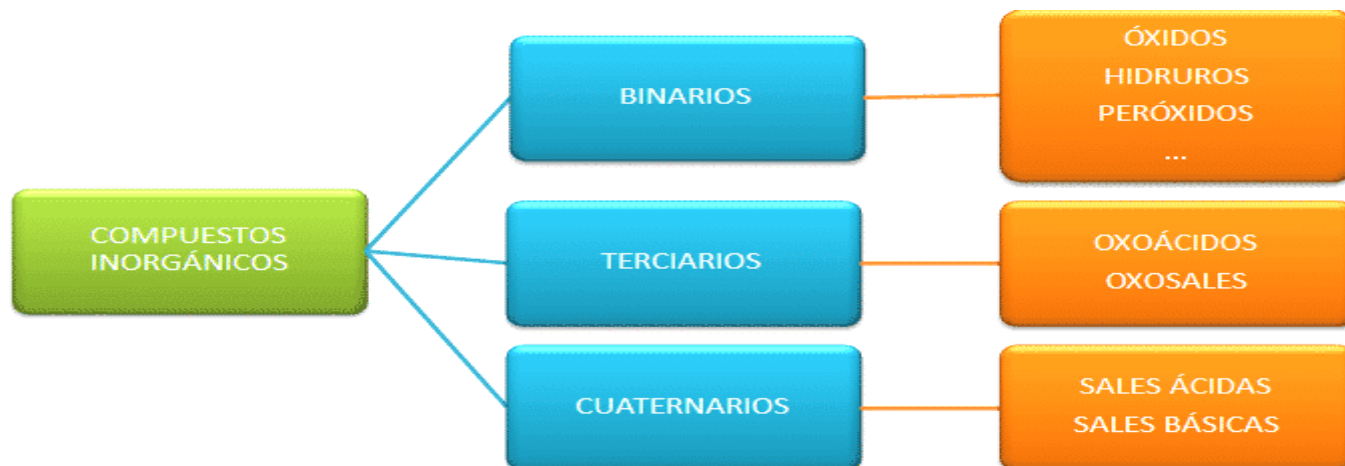 COMPUESTOS
INORGÁNICOS
BINARIOS
ÓXIDOS
HIDRUROS
PERÓXIDOS
...
TERCIARIOS
OXOÁCIDOS
OXOSALES
CUATERNARIOS
SALES ÁCIDAS
SALES BÁSICAS